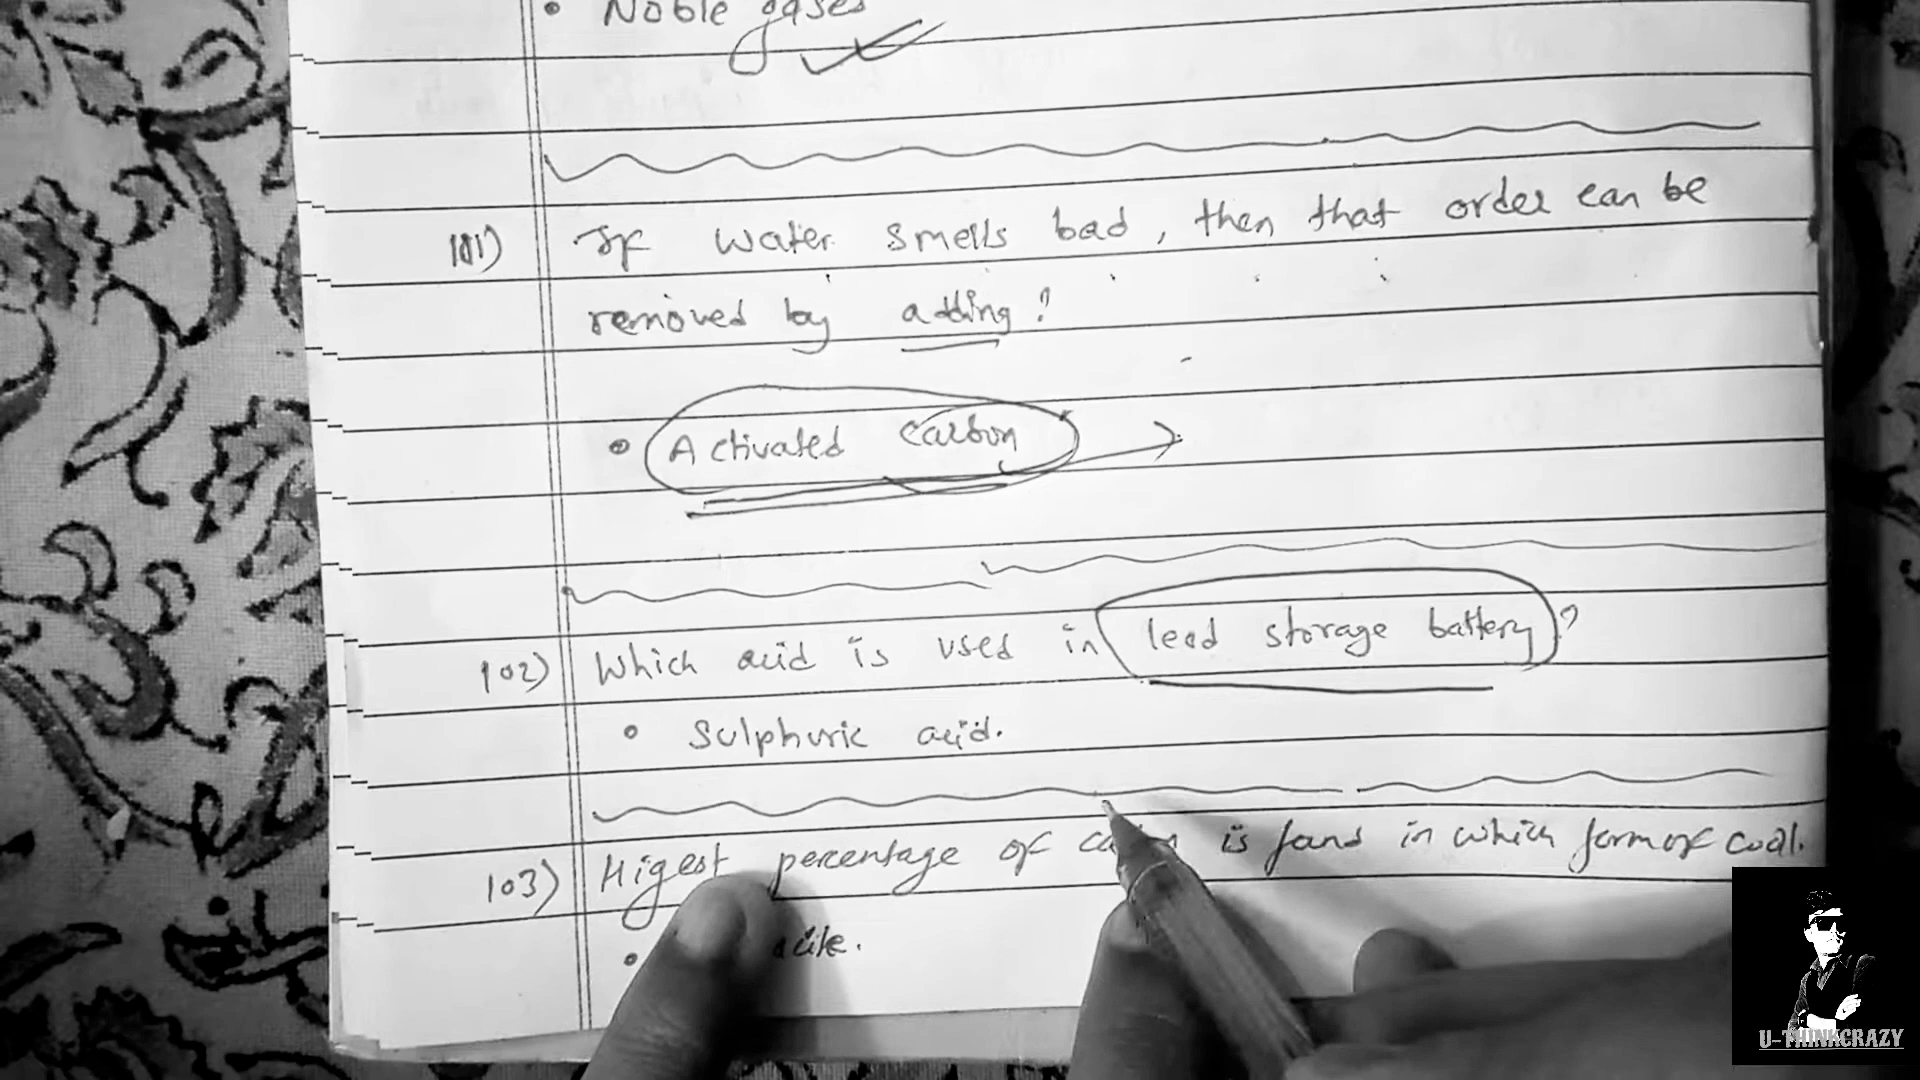 • Noble gases
101) If water smells bad, then that order can be
removed by adding?
• Activated carbon
102) Which acid is used in lead storage battery?
• Sulphuric acid.
103) Higest percentage of is fand in which form of coal.
•
U-THINKCRAZY